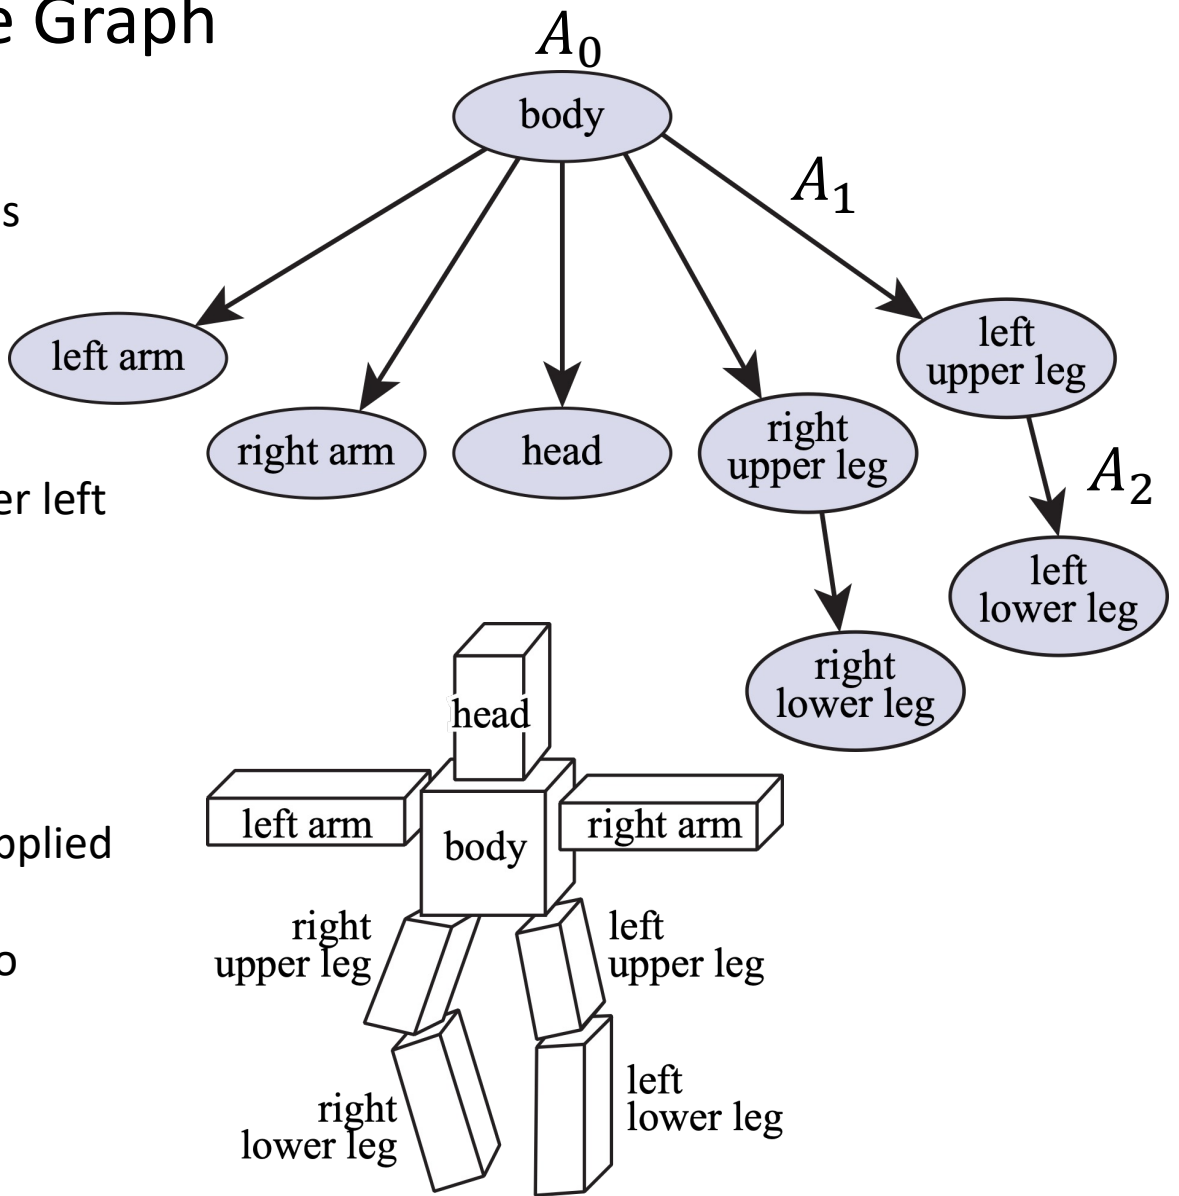 e Graph
A₀
body
A₁
s
left arm
left
upper leg
right arm
head
right
upper leg
A₂
er left
left
lower leg
right
lower leg
head
left arm
body
right arm
pplied
right
upper leg
left
upper leg
o
left
lower leg
right
lower leg